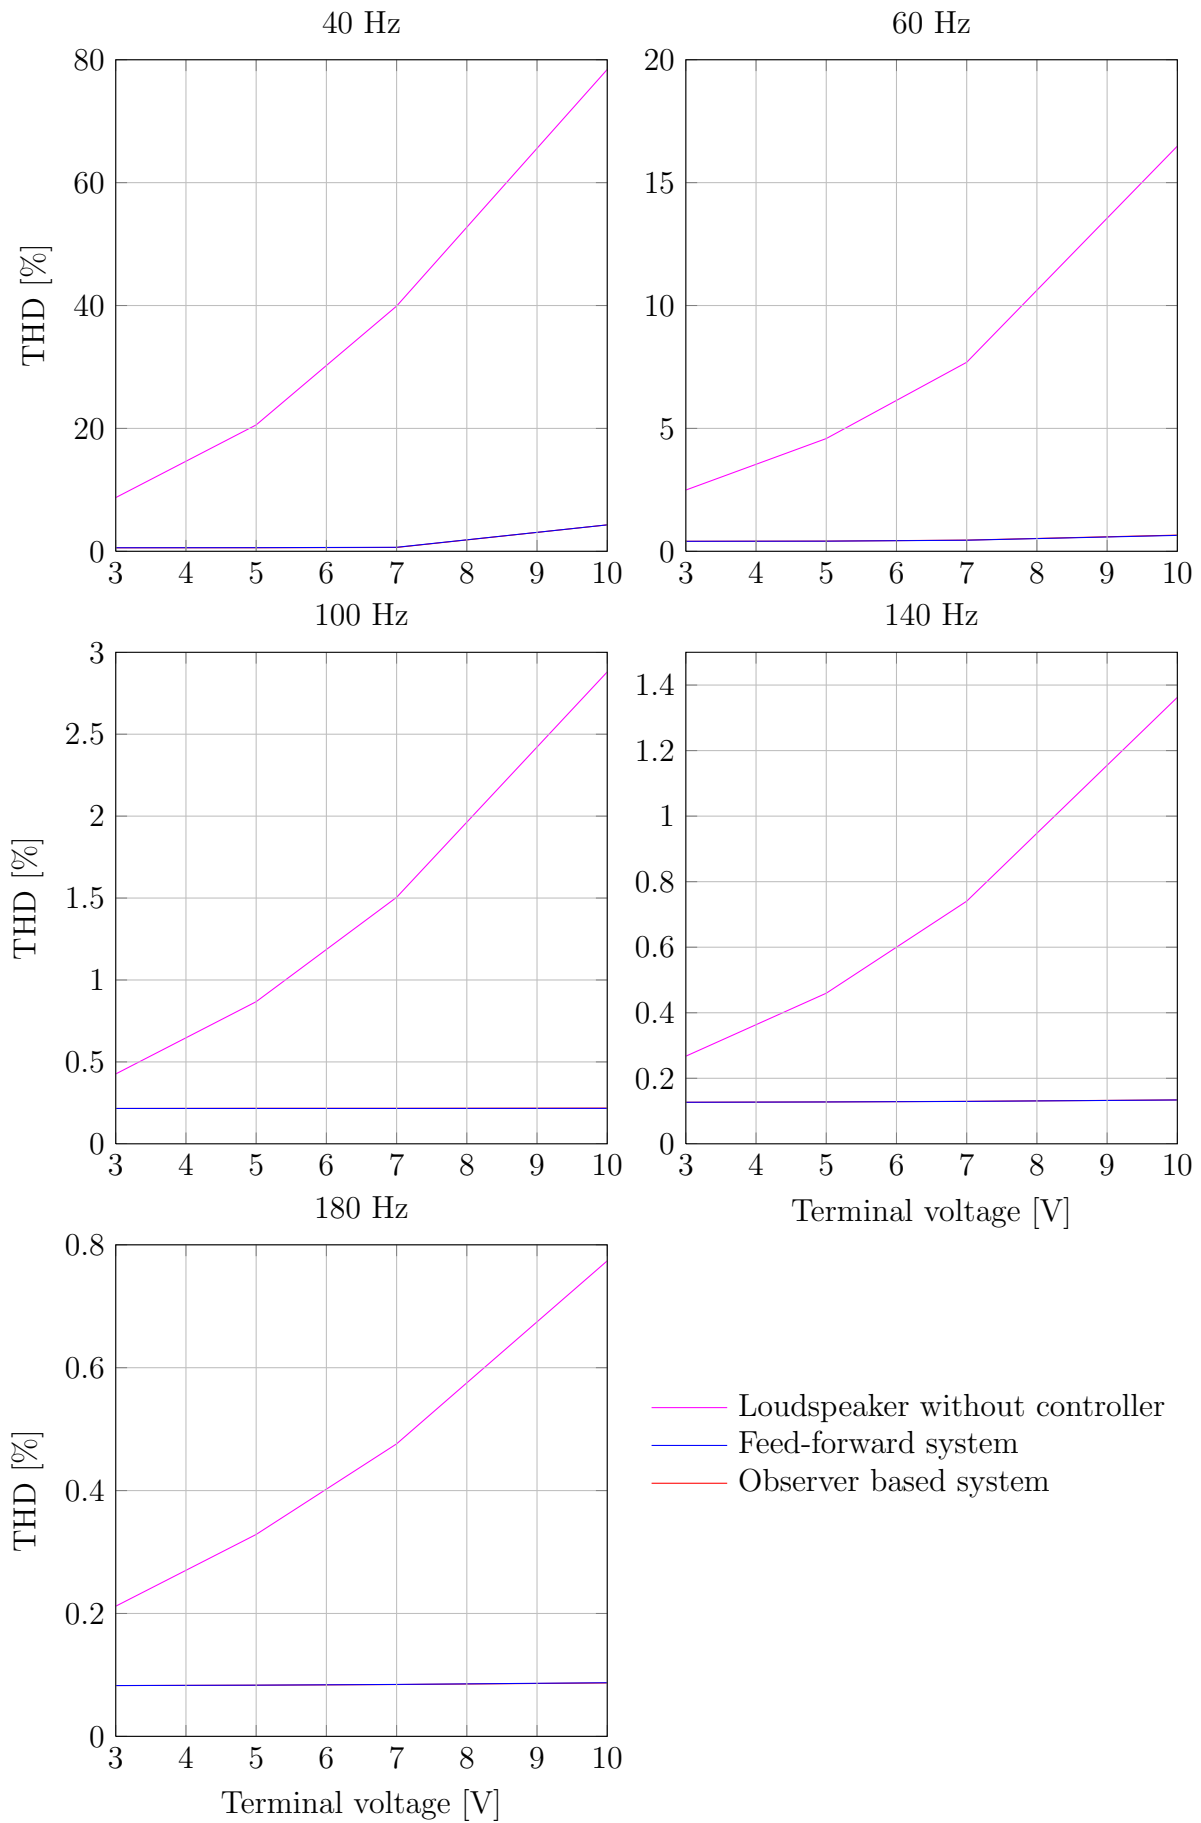 40 Hz
60 Hz
80
60
40
20
0
THD [%]
3 4 5 6 7 8 9 10
20
15
10
5
0
3 4 5 6 7 8 9 10
100 Hz
140 Hz
3
2.5
2
1.5
1
0.5
0
THD [%]
3 4 5 6 7 8 9 10
1.4
1.2
1
0.8
0.6
0.4
0.2
0
3 4 5 6 7 8 9 10
Terminal voltage [V]
180 Hz
0.8
0.6
0.4
0.2
0
THD [%]
3 4 5 6 7 8 9 10
Terminal voltage [V]
Loudspeaker without controller
Feed-forward system
Observer based system